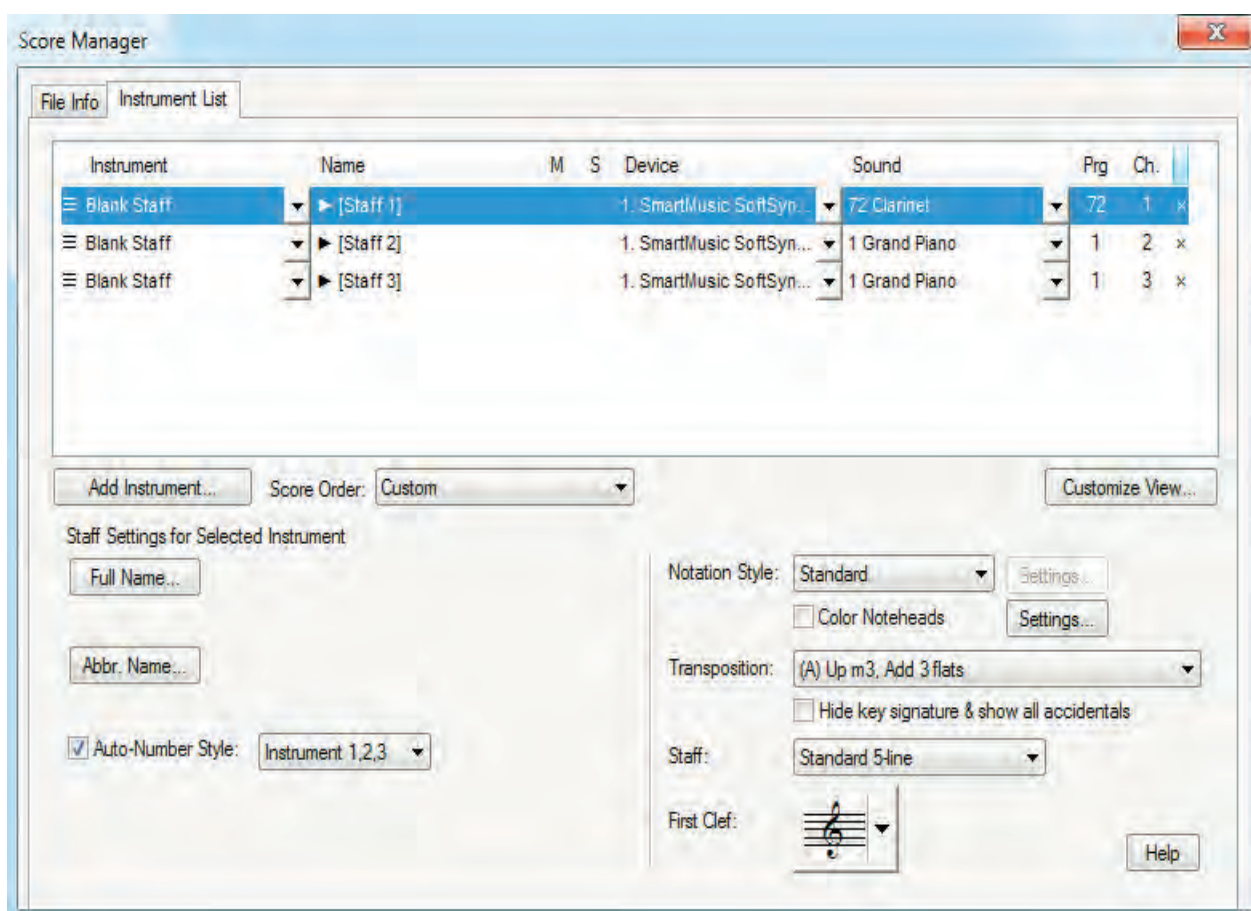 Score Manager
File Info Instrument List
Instrument Name M S Device Sound Prg Ch.
Blank Staff [Staff 1] 1. SmartMusic SoftSyn... 72 Clarinet 72 1
Blank Staff [Staff 2] 1. SmartMusic SoftSyn... 1 Grand Piano 1 2
Blank Staff [Staff 3] 1. SmartMusic SoftSyn... 1 Grand Piano 1 3
Add Instrument... Score Order: Custom Customize View...
Staff Settings for Selected Instrument
Full Name... Notation Style: Standard Settings...
Color Noteheads Settings...
Abbr. Name... Transposition: (A) Up m3, Add 3 flats
Hide key signature & show all accidentals
Auto-Number Style: Instrument 1,2,3 Staff: Standard 5-line
First Clef:
Help